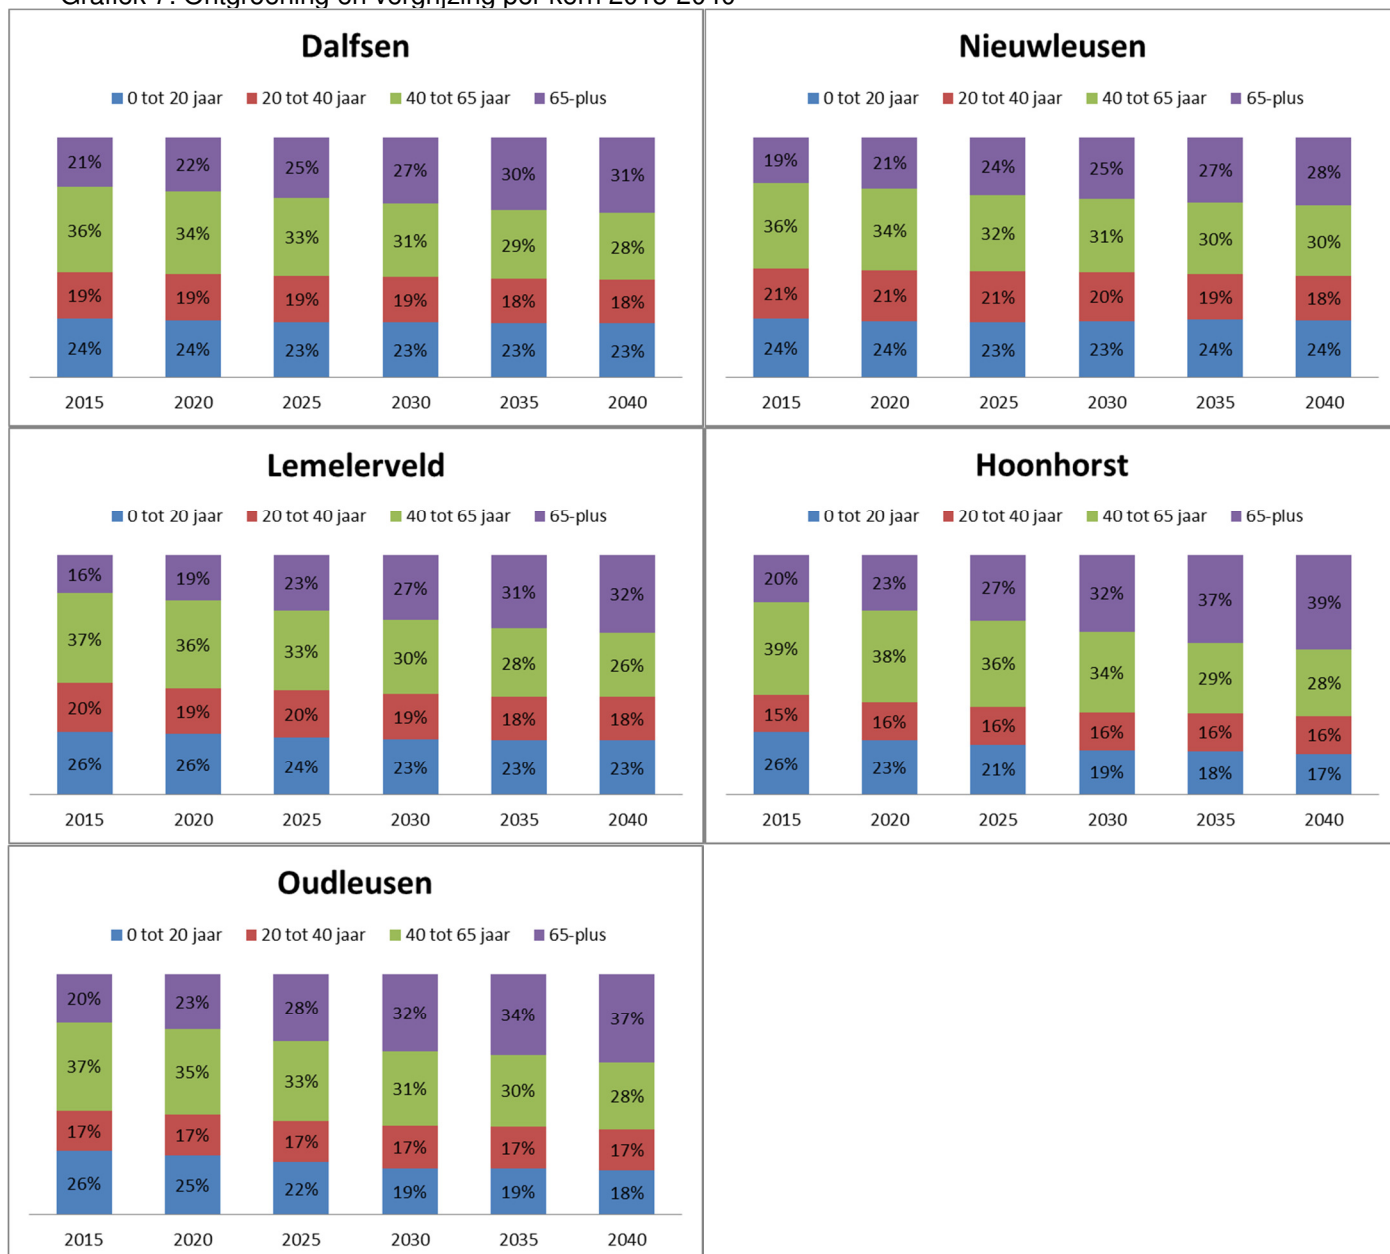 Grafiek 7. Ontgroening en vergrijzing per kern 2015-2040
Dalfsen
0 tot 20 jaar 20 tot 40 jaar 40 tot 65 jaar 65-plus
21% 22% 25% 27% 30% 31%
36% 34% 33% 31% 29% 28%
19% 19% 19% 19% 18% 18%
24% 24% 23% 23% 23% 23%
2015 2020 2025 2030 2035 2040
Nieuwleusen
0 tot 20 jaar 20 tot 40 jaar 40 tot 65 jaar 65-plus
19% 21% 24% 25% 27% 28%
36% 34% 32% 31% 30% 30%
21% 21% 21% 20% 19% 18%
24% 24% 23% 23% 24% 24%
2015 2020 2025 2030 2035 2040
Lemelerveld
0 tot 20 jaar 20 tot 40 jaar 40 tot 65 jaar 65-plus
16% 19% 23% 27% 31% 32%
37% 36% 33% 30% 28% 26%
20% 19% 20% 19% 18% 18%
26% 26% 24% 23% 23% 23%
2015 2020 2025 2030 2035 2040
Hoonhorst
0 tot 20 jaar 20 tot 40 jaar 40 tot 65 jaar 65-plus
20% 23% 27% 32% 37% 39%
39% 38% 36% 34% 29% 28%
15% 16% 16% 16% 16% 16%
26% 23% 21% 19% 18% 17%
2015 2020 2025 2030 2035 2040
Oudleusen
0 tot 20 jaar 20 tot 40 jaar 40 tot 65 jaar 65-plus
20% 23% 28% 32% 34% 37%
37% 35% 33% 31% 30% 28%
17% 17% 17% 17% 17% 17%
26% 25% 22% 19% 19% 18%
2015 2020 2025 2030 2035 2040